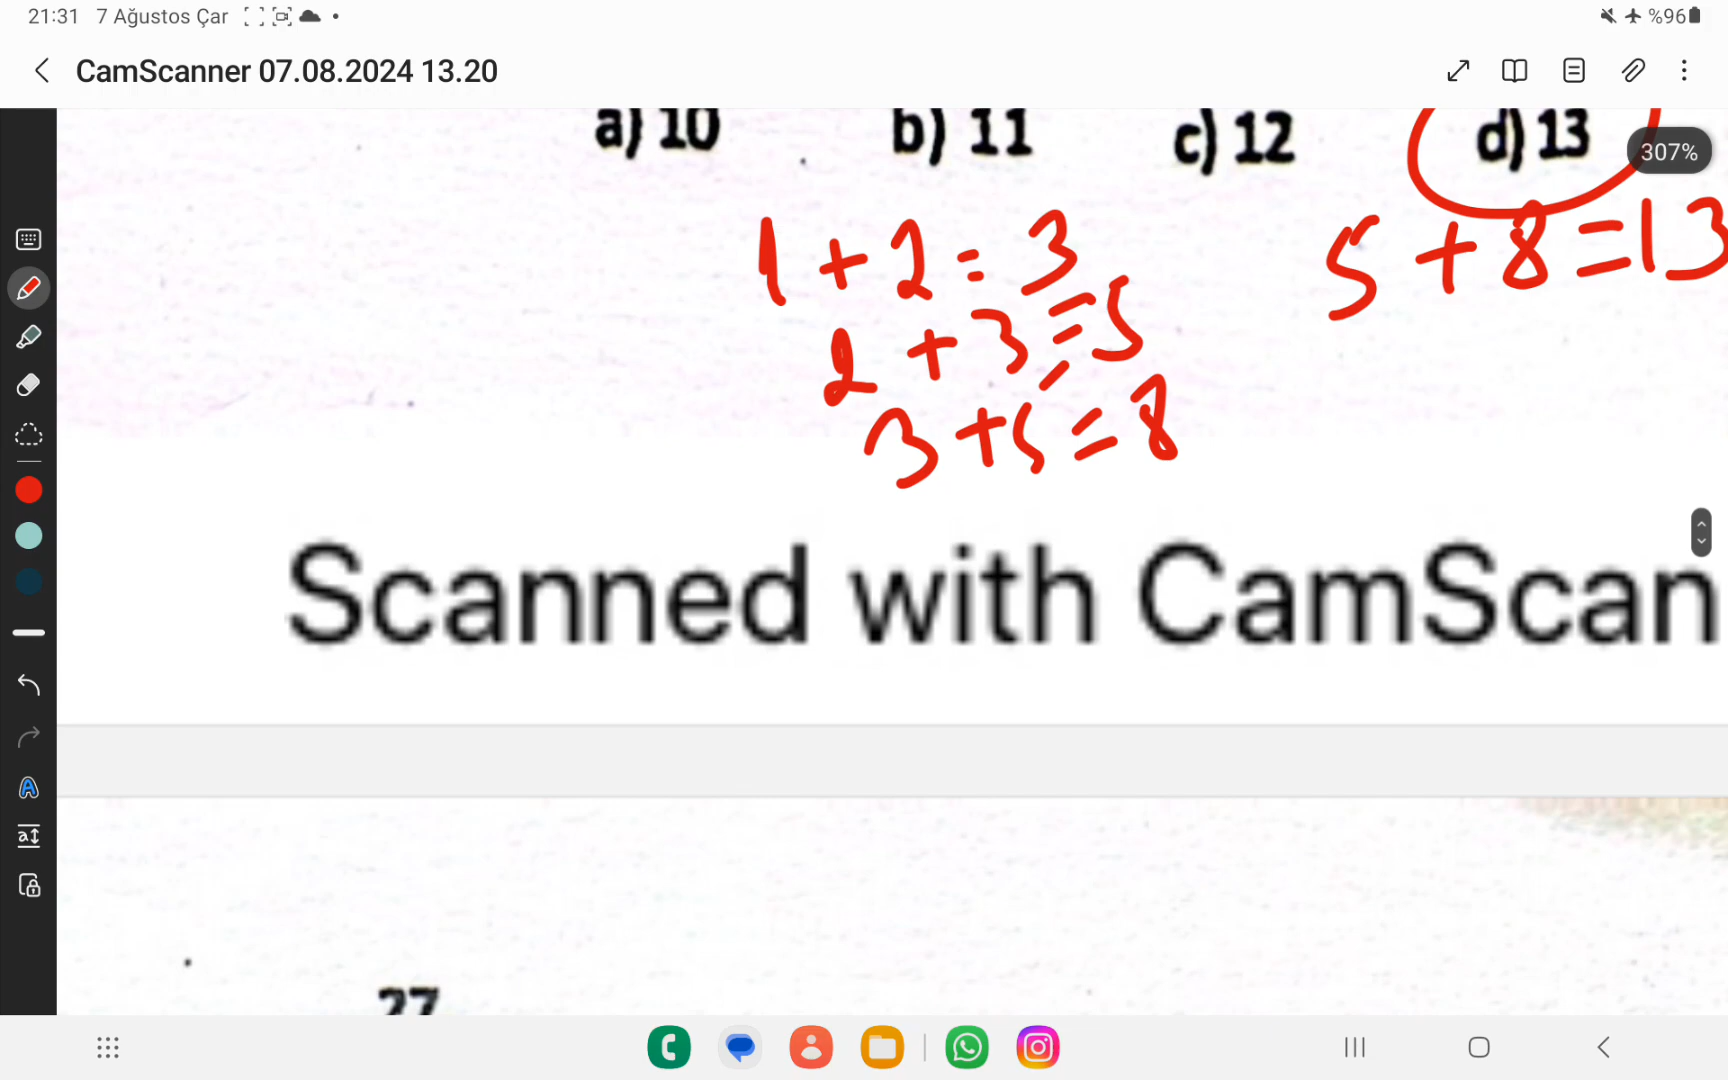 21:31 7 Ağustos Çar %96
CamScanner 07.08.2024 13.20
a) 10 b) 11 c) 12 d) 13
307%
1 + 2 = 3
5 + 8 = 13
2 + 3 = 5
3 + 5 = 8
Scanned with CamScan
27